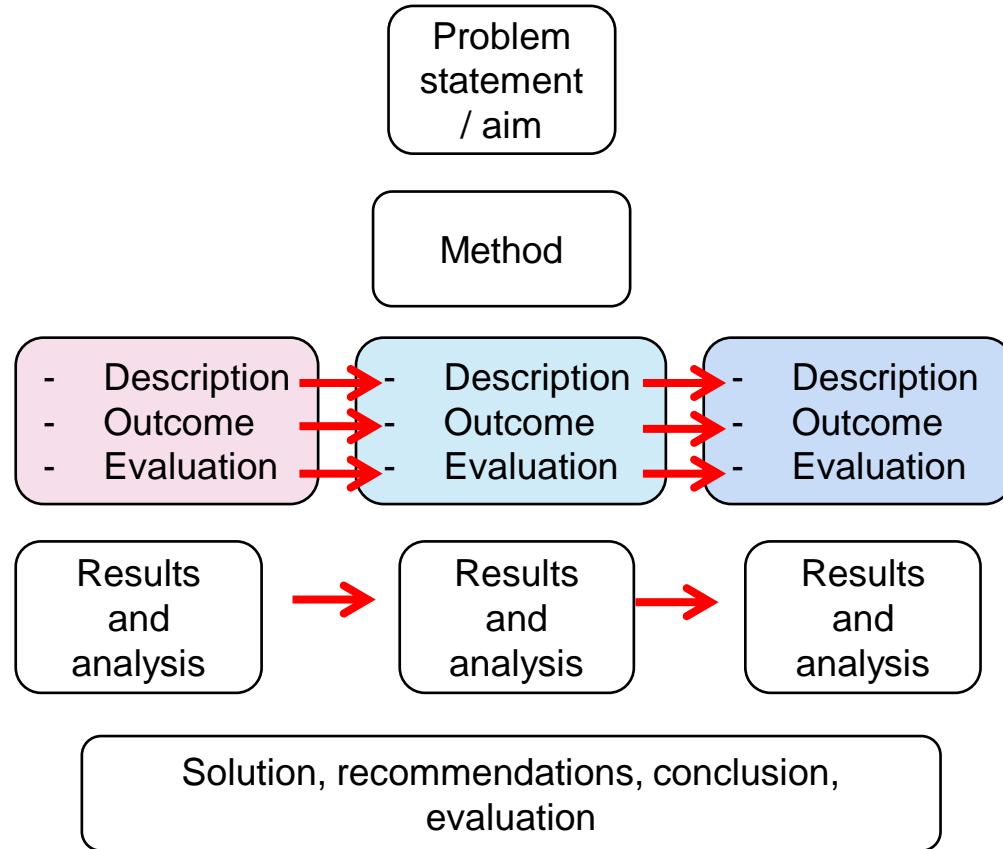 Problem
statement
/ aim
Method
- Description
- Outcome
- Evaluation
- Description
- Outcome
- Evaluation
- Description
- Outcome
- Evaluation
Results
and
analysis
Results
and
analysis
Results
and
analysis
Solution, recommendations, conclusion,
evaluation